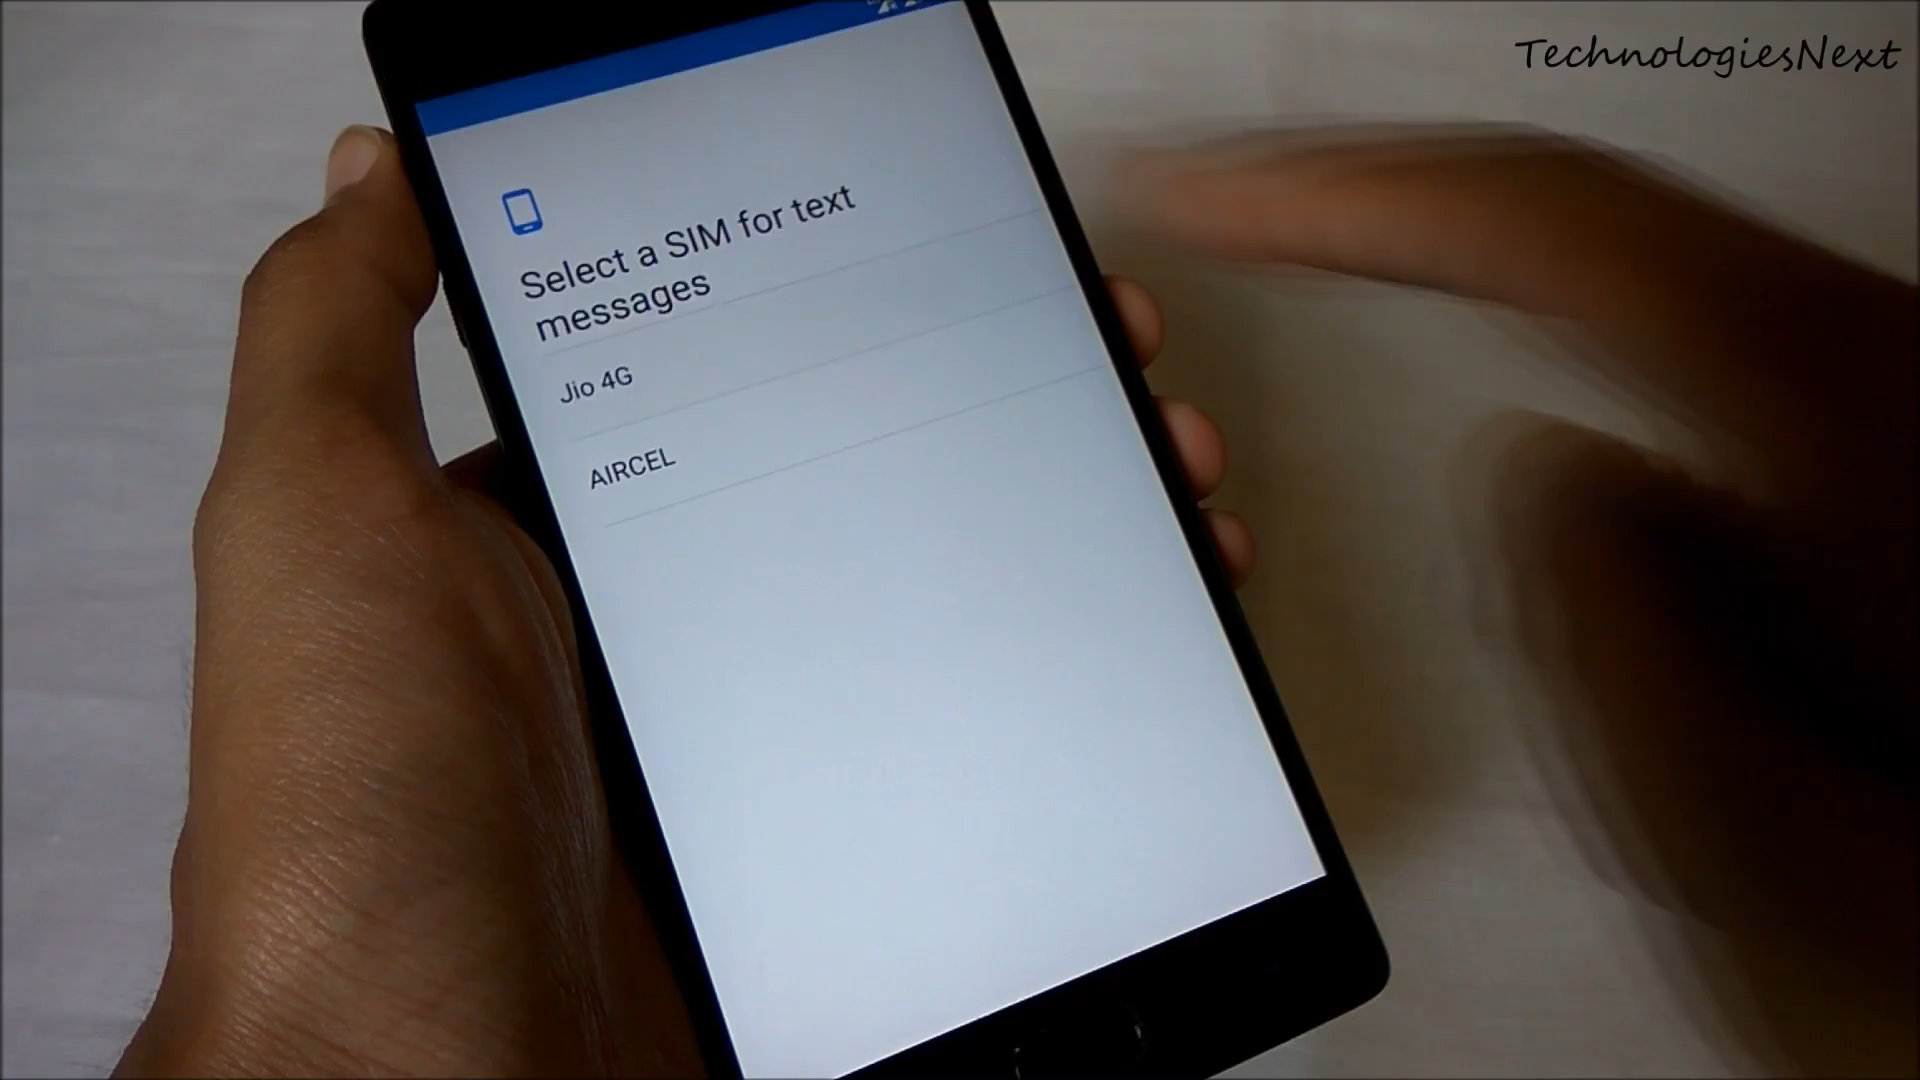 TechnologiesNext
Select a SIM for text
messages
Jio 4G
AIRCEL